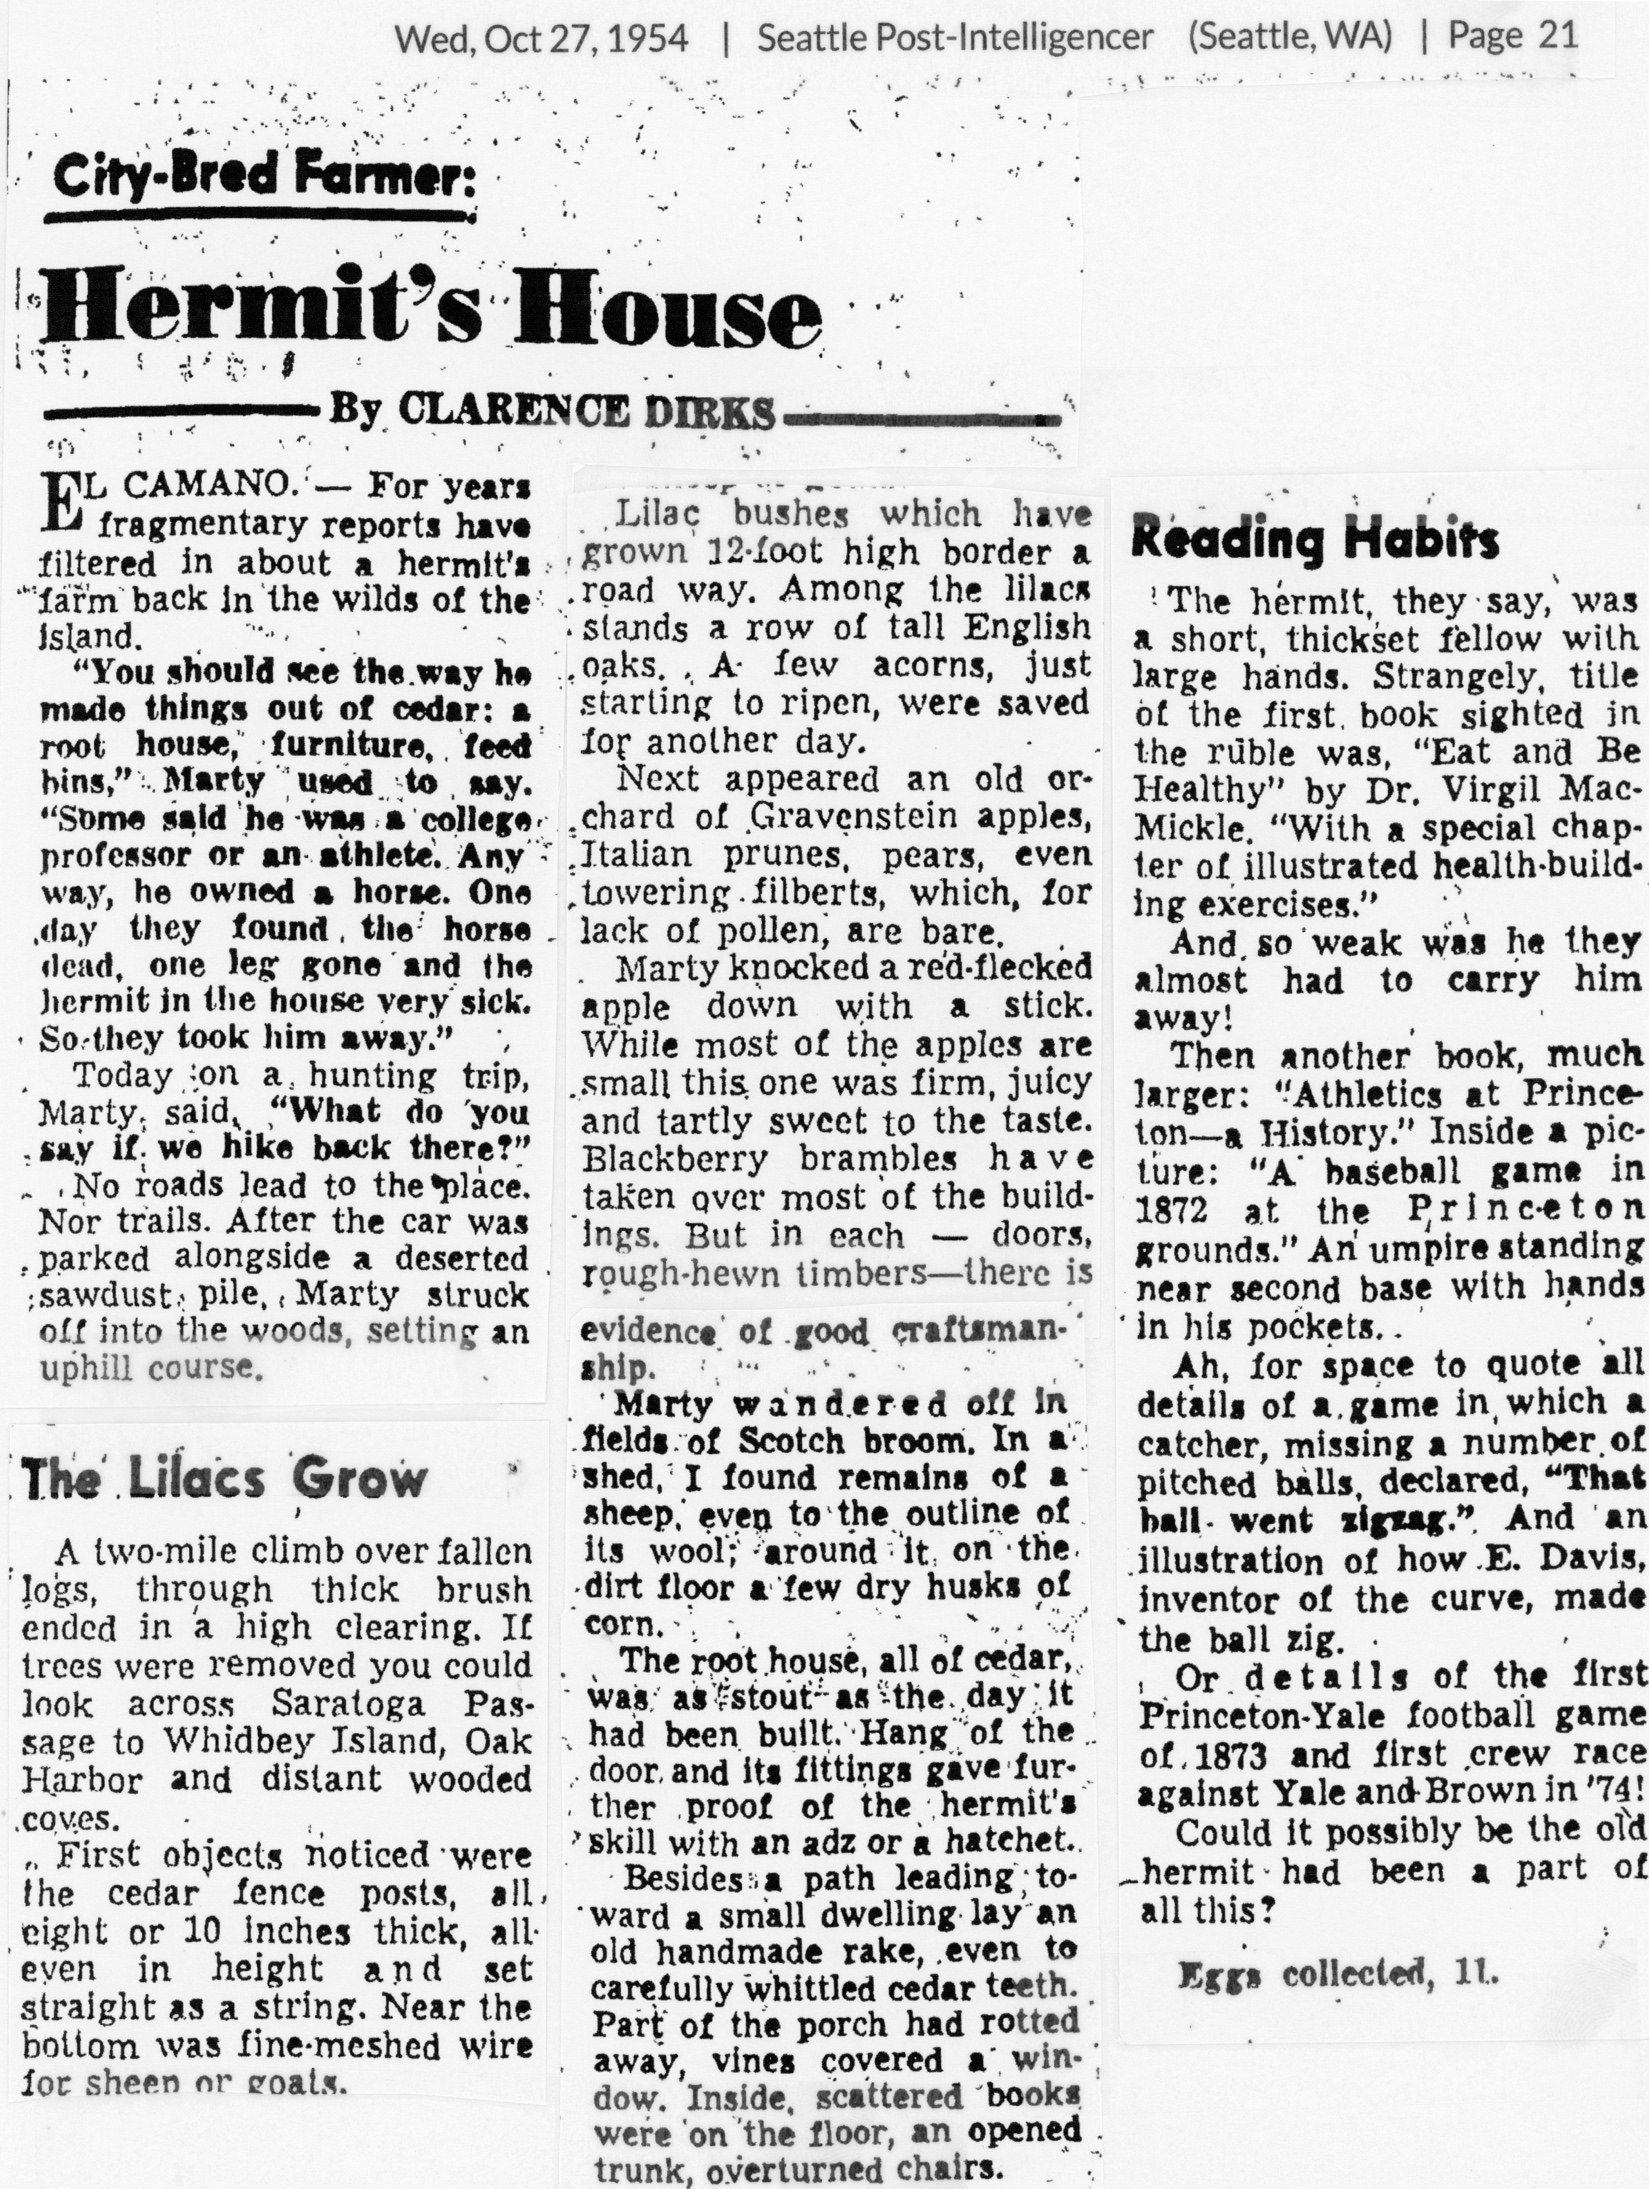 Wed, Oct 27, 1954 | Seattle Post-Intelligencer (Seattle, WA) | Page 21
City-Bred Farmer:
Hermit's House
By CLARENCE DIRKS
EL CAMANO. — For years
fragmentary reports have
filtered in about a hermit's
farm back in the wilds of the
island.
"You should see the way he
made things out of cedar: a
root house, furniture, feed
bins," Marty used to say.
"Some said he was a college
professor or an athlete. Any
way, he owned a horse. One
day they found the horse
dead, one leg gone and the
hermit in the house very sick.
So they took him away."
Today on a hunting trip,
Marty said, "What do you
say if we hike back there?"
No roads lead to the place.
Nor trails. After the car was
parked alongside a deserted
sawdust pile, Marty struck
off into the woods, setting an
uphill course.
The Lilacs Grow
A two-mile climb over fallen
logs, through thick brush
ended in a high clearing. If
trees were removed you could
look across Saratoga Pas-
sage to Whidbey Island, Oak
Harbor and distant wooded
coves.
First objects noticed were
the cedar fence posts, all
eight or 10 inches thick, all
even in height and set
straight as a string. Near the
bottom was fine-meshed wire
for sheep or goats.
Lilac bushes which have
grown 12-foot high border a
road way. Among the lilacs
stands a row of tall English
oaks. A few acorns, just
starting to ripen, were saved
for another day.
Next appeared an old or-
chard of Gravenstein apples,
Italian prunes, pears, even
towering filberts, which, for
lack of pollen, are bare.
Marty knocked a red-flecked
apple down with a stick.
While most of the apples are
small this one was firm, juicy
and tartly sweet to the taste.
Blackberry brambles have
taken over most of the build-
ings. But in each — doors,
rough-hewn timbers—there is
evidence of good craftsman-
ship.
Marty wandered off in
fields of Scotch broom. In a
shed, I found remains of a
sheep, even to the outline of
its wool; around it on the
dirt floor a few dry husks of
corn.
The root house, all of cedar,
was as stout as the day it
had been built. Hang of the
door and its fittings gave fur-
ther proof of the hermit's
skill with an adz or a hatchet.
Besides a path leading to-
ward a small dwelling lay an
old handmade rake, even to
carefully whittled cedar teeth.
Part of the porch had rotted
away, vines covered a win-
dow. Inside, scattered books
were on the floor, an opened
trunk, overturned chairs.
Reading Habits
The hermit, they say, was
a short, thickset fellow with
large hands. Strangely, title
of the first book sighted in
the ruble was, "Eat and Be
Healthy" by Dr. Virgil Mac-
Mickle. "With a special chap-
ter of illustrated health-build-
ing exercises."
And so weak was he they
almost had to carry him
away!
Then another book, much
larger: "Athletics at Prince-
ton—a History." Inside a pic-
ture: "A baseball game in
1872 at the Princeton
grounds." An umpire standing
near second base with hands
in his pockets.
Ah, for space to quote all
details of a game in which a
catcher, missing a number of
pitched balls, declared, "That
ball went zigzag." And an
illustration of how E. Davis,
inventor of the curve, made
the ball zig.
Or details of the first
Princeton-Yale football game
of 1873 and first crew race
against Yale and Brown in '74!
Could it possibly be the old
hermit had been a part of
all this?
Eggs collected, 11.